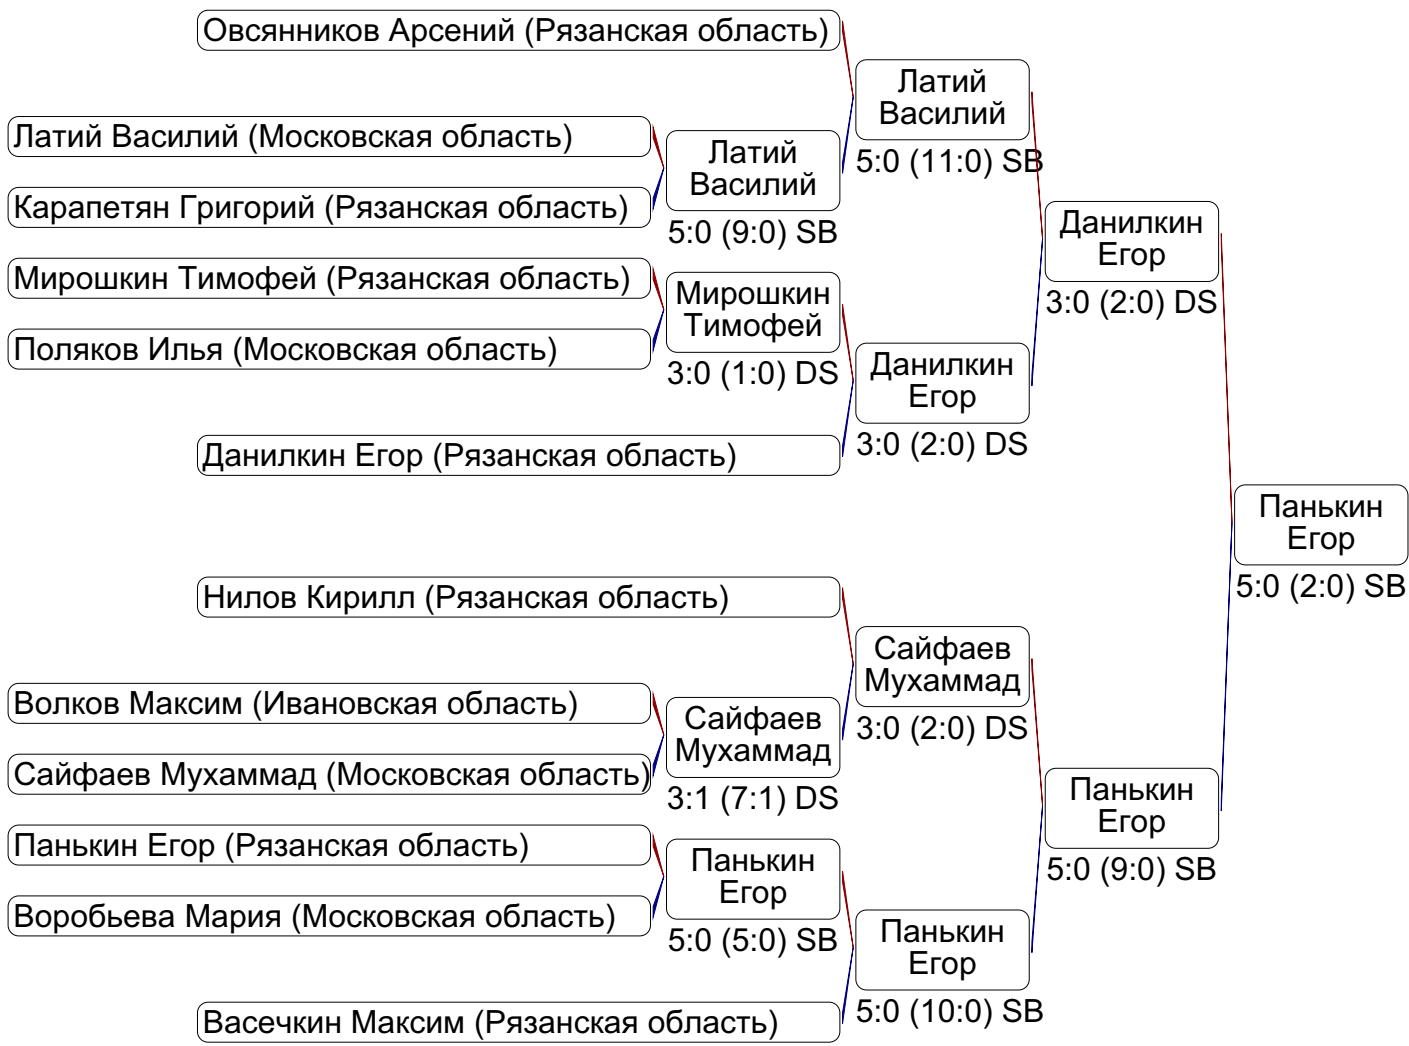 Овсянников Арсений (Рязанская область)
Латий
Василий
5:0 (11:0) SB
Латий Василий (Московская область)
Латий
Василий
5:0 (9:0) SB
Карапетян Григорий (Рязанская область)
Данилкин
Егор
3:0 (2:0) DS
Мирошкин Тимофей (Рязанская область)
Мирошкин
Тимофей
3:0 (1:0) DS
Поляков Илья (Московская область)
Данилкин
Егор
3:0 (2:0) DS
Данилкин Егор (Рязанская область)
Панькин
Егор
5:0 (2:0) SB
Нилов Кирилл (Рязанская область)
Сайфаев
Мухаммад
3:0 (2:0) DS
Волков Максим (Ивановская область)
Сайфаев
Мухаммад
3:1 (7:1) DS
Сайфаев Мухаммад (Московская область)
Панькин
Егор
5:0 (9:0) SB
Панькин Егор (Рязанская область)
Панькин
Егор
5:0 (5:0) SB
Воробьева Мария (Московская область)
Панькин
Егор
5:0 (10:0) SB
Васечкин Максим (Рязанская область)